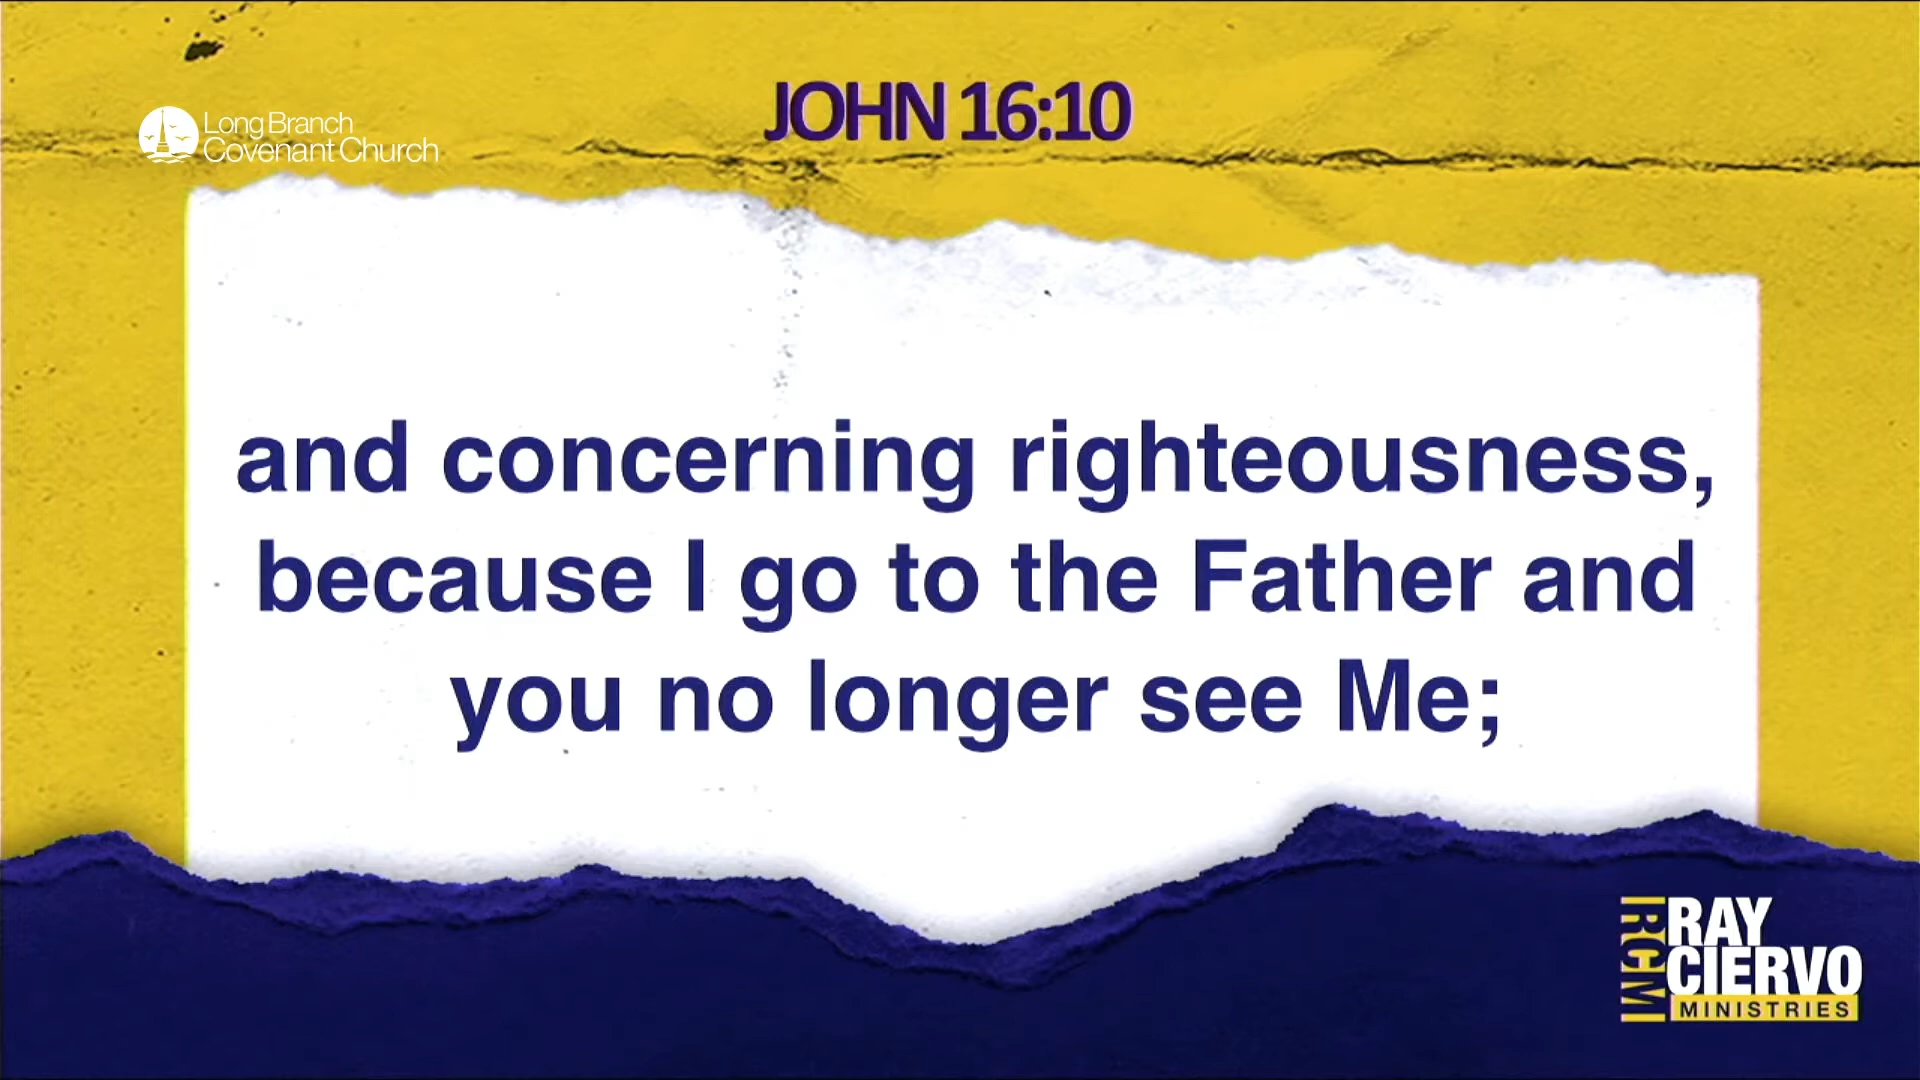 JOHN 16:10
Long Branch
Covenant Church
and concerning righteousness,
because I go to the Father and
you no longer see Me;
RCM
RAY
CIERVO
MINISTRIES